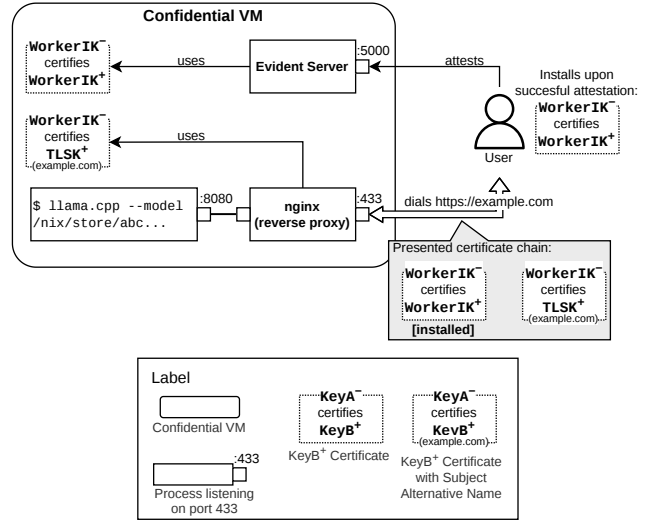 Confidential VM
WorkerIK⁻
certifies
WorkerIK⁺
uses
Evident Server
:5000
attests
Installs upon
succesful attestation:
WorkerIK⁻
certifies
WorkerIK⁺
User
WorkerIK⁻
certifies
TLSK⁺
(example.com)
uses
$ llama.cpp --model
/nix/store/abc...
:8080
nginx
(reverse proxy)
:433
dials https://example.com
Presented certificate chain:
WorkerIK⁻
certifies
WorkerIK⁺
[installed]
WorkerIK⁻
certifies
TLSK⁺
(example.com)
Label
Confidential VM
:433
Process listening
on port 433
KeyA⁻
certifies
KeyB⁺
KeyB⁺ Certificate
KeyA⁻
certifies
KeyB⁺
(example.com)
KeyB⁺ Certificate
with Subject
Alternative Name